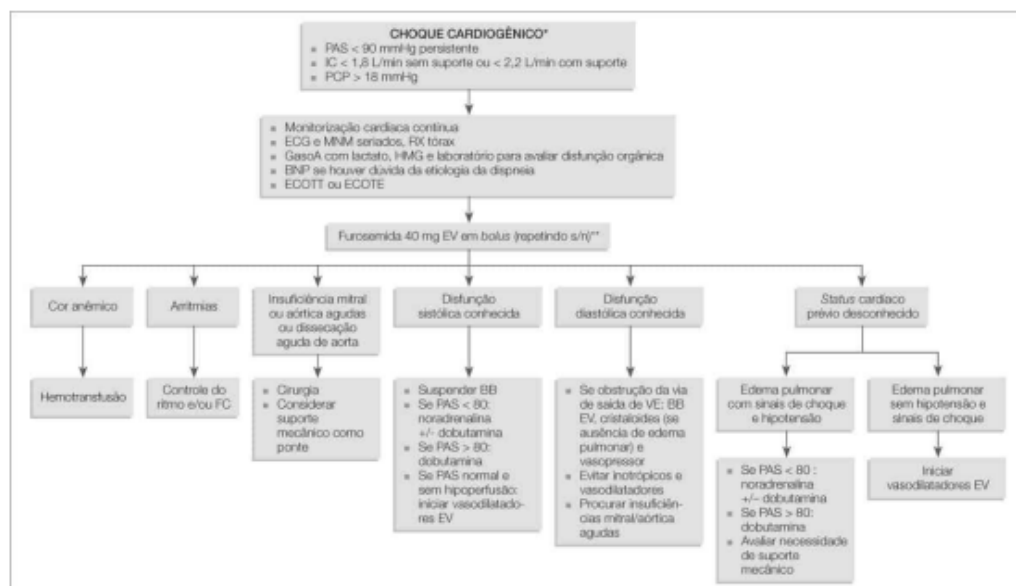 CHOQUE CARDIOGÊNICO*
▪ PAS < 90 mmHg persistente
▪ IC < 1,8 L/min sem suporte ou < 2,2 L/min com suporte
▪ PCP > 18 mmHg
▪ Monitorização cardíaca contínua
▪ ECG e MNM seriados, RX tórax
▪ GasoA com lactato, HMG e laboratório para avaliar disfunção orgânica
▪ BNP se houver dúvida da etiologia da dispneia
▪ ECOTT ou ECOTE
Furosemida 40 mg EV em bolus (repetindo s/n)**
Cor anêmico
Hemotransfusão
Arritmias
Controle do
ritmo e/ou FC
Insuficiência mitral
ou aórtica agudas
ou dissecação
aguda de aorta
▪ Cirurgia
▪ Considerar
suporte
mecânico como
ponte
Disfunção
sistólica conhecida
▪ Suspender BB
▪ Se PAS < 80:
noradrenalina
+/- dobutamina
▪ Se PAS > 80:
dobutamina
▪ Se PAS normal e
sem hipoperfusão:
iniciar vasodilatado-
res EV
Disfunção
diastólica conhecida
▪ Se obstrução da via
de saída de VE: BB
EV, cristaloides (se
ausência de edema
pulmonar) e
vasopressor
▪ Evitar inotrópicos e
vasodilatadores
▪ Procurar insuficiên-
cias mitral/aórtica
agudas
Status cardíaco
prévio desconhecido
Edema pulmonar
com sinais de choque
e hipotensão
▪ Se PAS < 80 :
noradrenalina
+/- dobutamina
▪ Se PAS > 80:
dobutamina
▪ Avaliar necessidade
de suporte
mecânico
Edema pulmonar
sem hipotensão e
sinais de choque
Iniciar
vasodilatadores EV